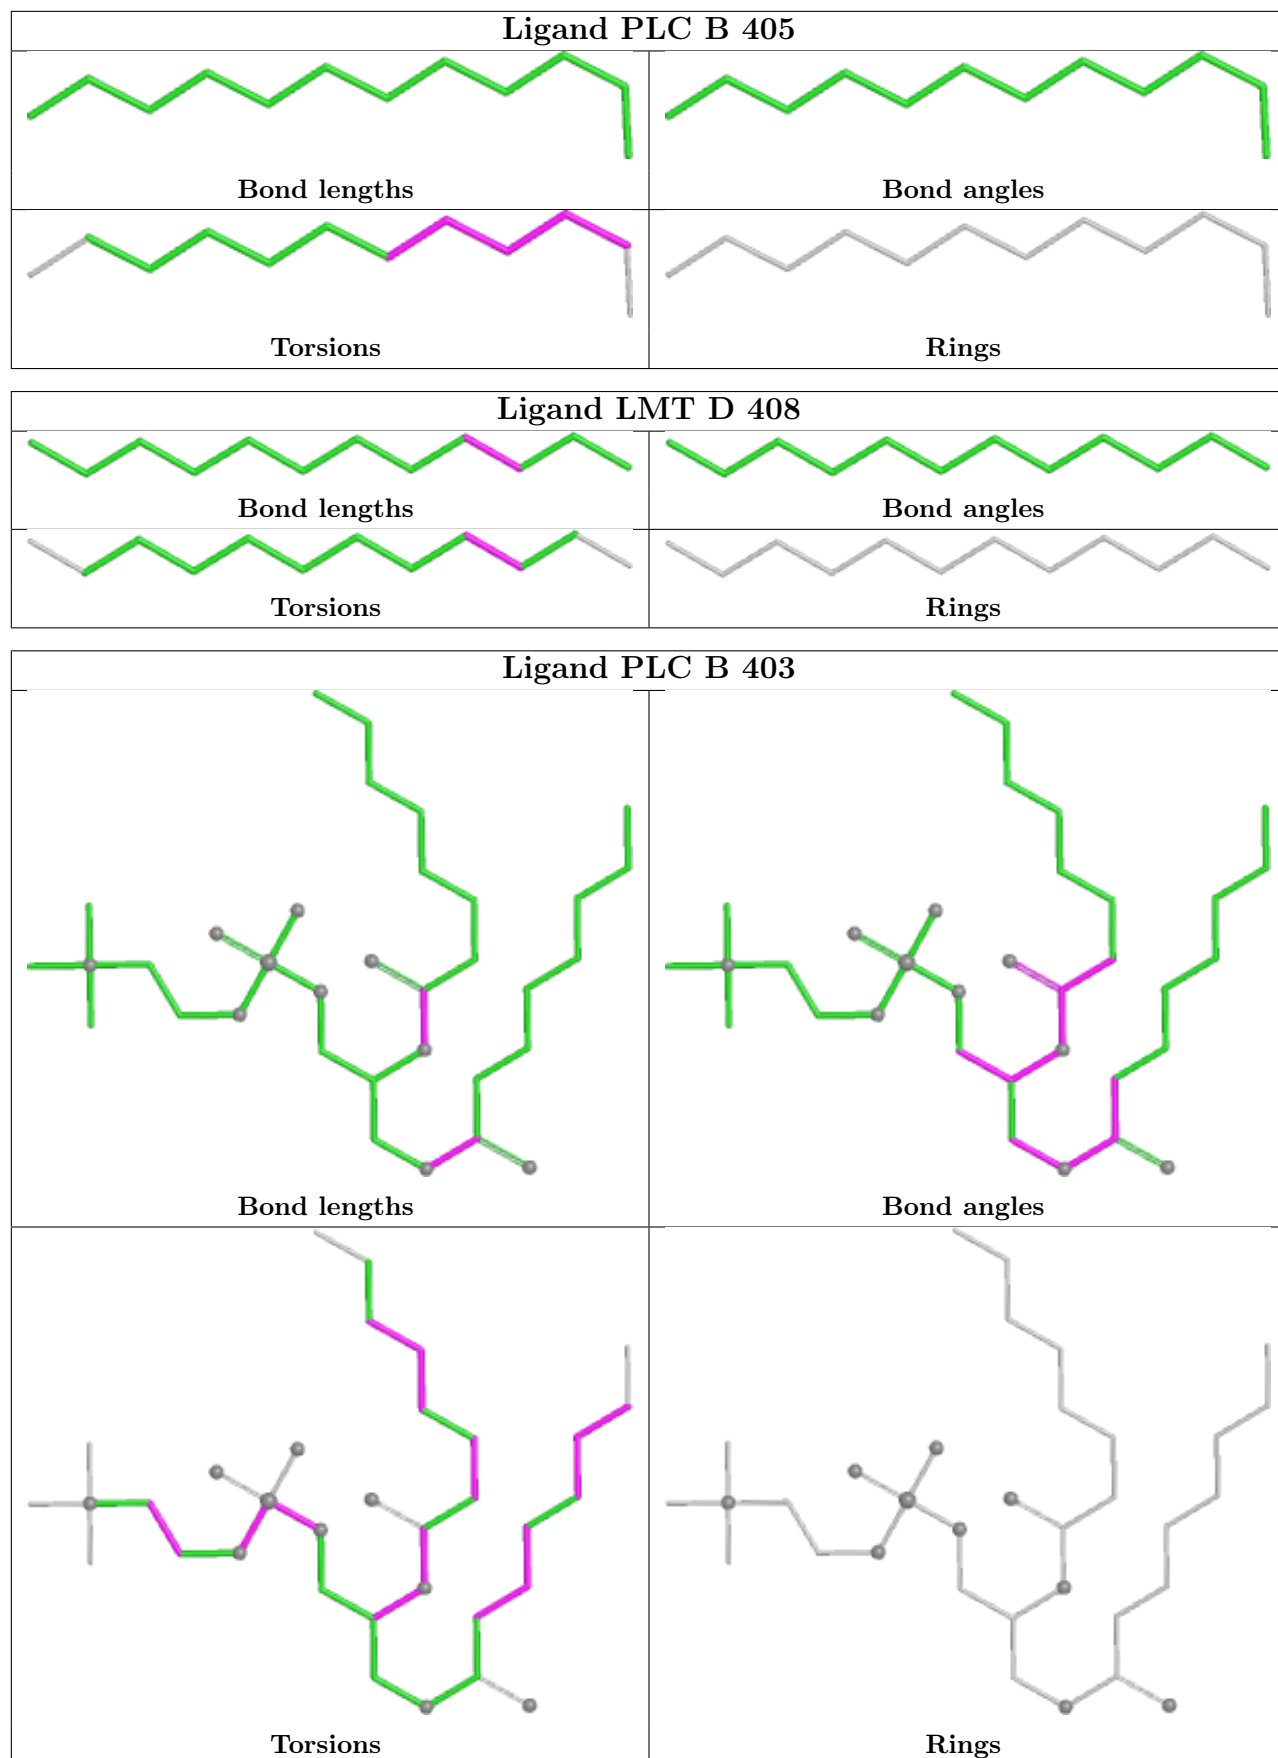 Ligand PLC B 405
Bond lengths
Bond angles
Torsions
Rings
Ligand LMT D 408
Bond lengths
Bond angles
Torsions
Rings
Ligand PLC B 403
Bond lengths
Bond angles
Torsions
Rings